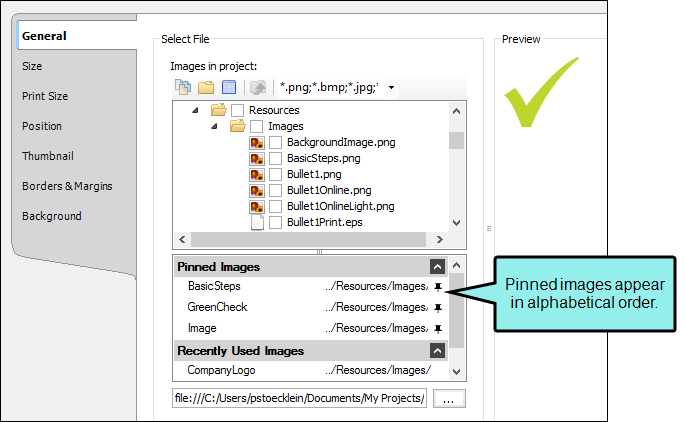 General
Size
Print Size
Position
Thumbnail
Borders & Margins
Background
Select File
Images in project:
*.png;*.bmp;*.jpg;*
Resources
Images
BackgroundImage.png
BasicSteps.png
Bullet1.png
Bullet1Online.png
Bullet1OnlineLight.png
Bullet1Print.eps
Pinned Images
BasicSteps ../Resources/Images/
GreenCheck ../Resources/Images/
Image ../Resources/Images/
Recently Used Images
CompanyLogo ../Resources/Images/
file:///C:/Users/pstoecklein/Documents/My Projects/
...
Preview
Pinned images appear
in alphabetical order.